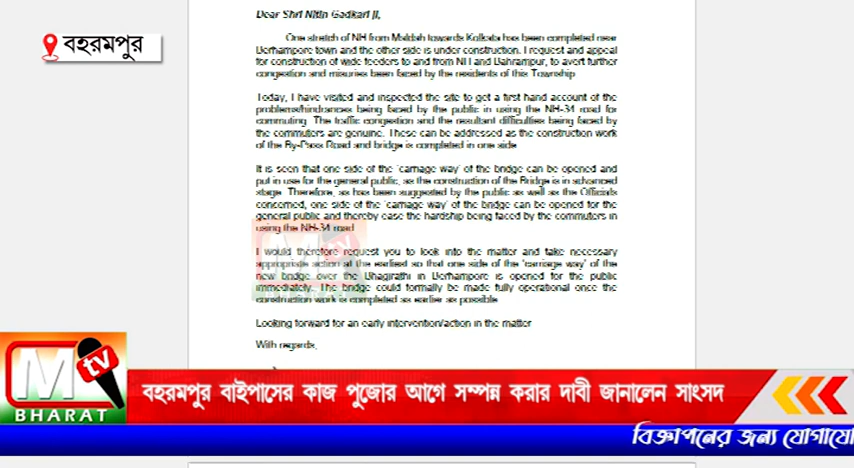 Dear Shri Nitin Gadkari ji,
বহরমপুর
One stretch of NH from Maldah towards Kolkata has been completed near
Berhampore town and the other side is under construction. I request and appeal
for construction of wide feeders to and from NH and Bahrampur, to avert further
congestion and misuries been faced by the residents of this Township
Today, I have visited and inspected the site to get a first hand account of the
problems/hindrances being faced by the public in using the NH-34 road for
commuting. The traffic congestion and the resultant difficulties being faced by
the commuters are genuine. These can be addressed as the construction work
of the By-Pass Road and bridge is completed in one side
It is seen that one side of the 'carriage way' of the bridge can be opened and
put in use for the general public, as the construction of the Bridge is in advanced
stage. Therefore, as has been suggested by the public as well as the Officials
concerned, one side of the 'carriage way' of the bridge can be opened for the
general public and thereby ease the hardship being faced by the commuters in
using the NH-34 road
I would therefore request you to look into the matter and take necessary
appropriate action at the earliest so that one side of the 'carriage way' of the
new bridge over the Bhagirathi in Berhampore is opened for the public
immediately. The bridge could formally be made fully operational once the
construction work is completed as earlier as possible
Looking forward for an early intervention/action in the matter
With regards,
M tv
BHARAT
বহরমপুর বাইপাসের কাজ পুজোর আগে সম্পন্ন করার দাবী জানালেন সাংসদ
বিজ্ঞাপনের জন্য যোগাযো